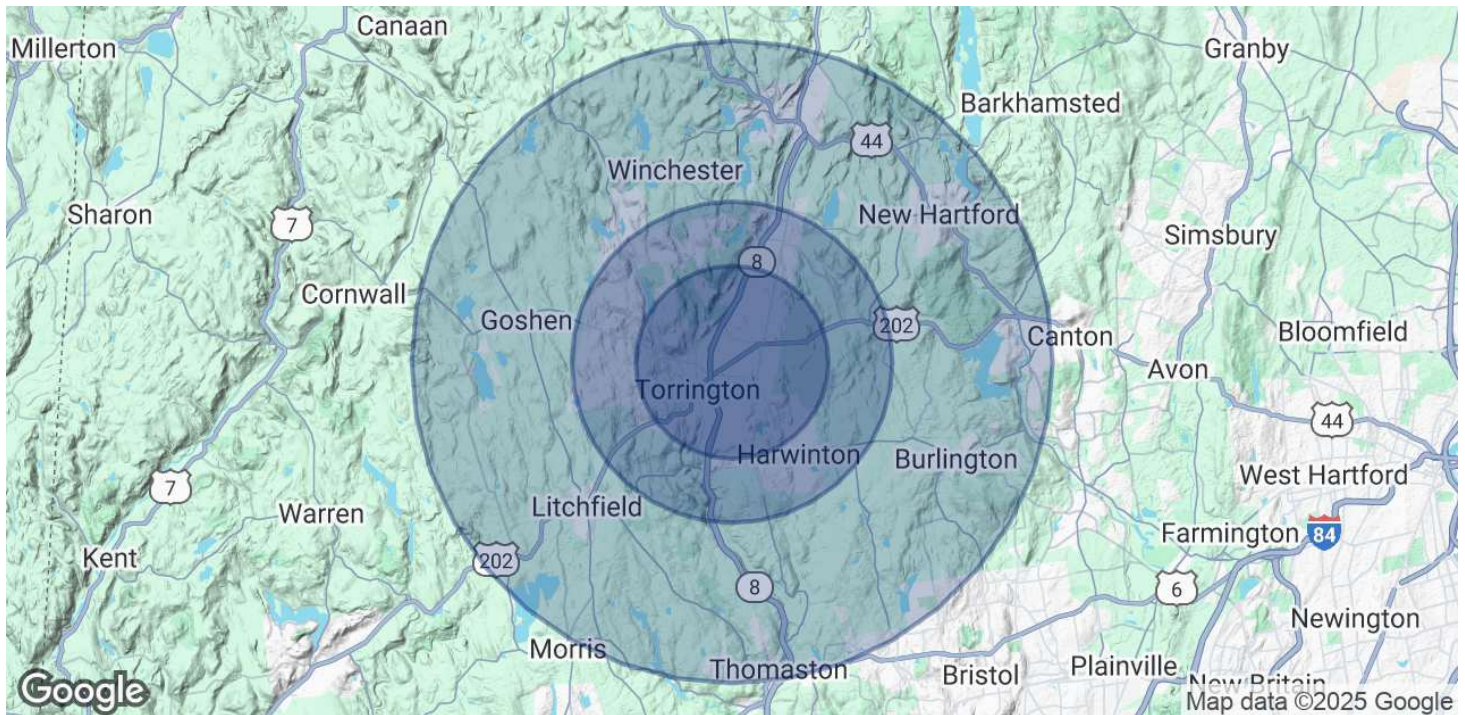 Canaan
Millerton
Granby
Barkhamsted
44
Winchester
Sharon
New Hartford
7
Simsbury
8
Cornwall
Goshen
202
Canton
Bloomfield
Avon
Torrington
44
Harwinton
Burlington
West Hartford
Litchfield
Warren
Farmington
84
7
Kent
202
8
6
Newington
Morris
Thomaston
Bristol
Plainville
New Britain
Google
Map data ©2025 Google